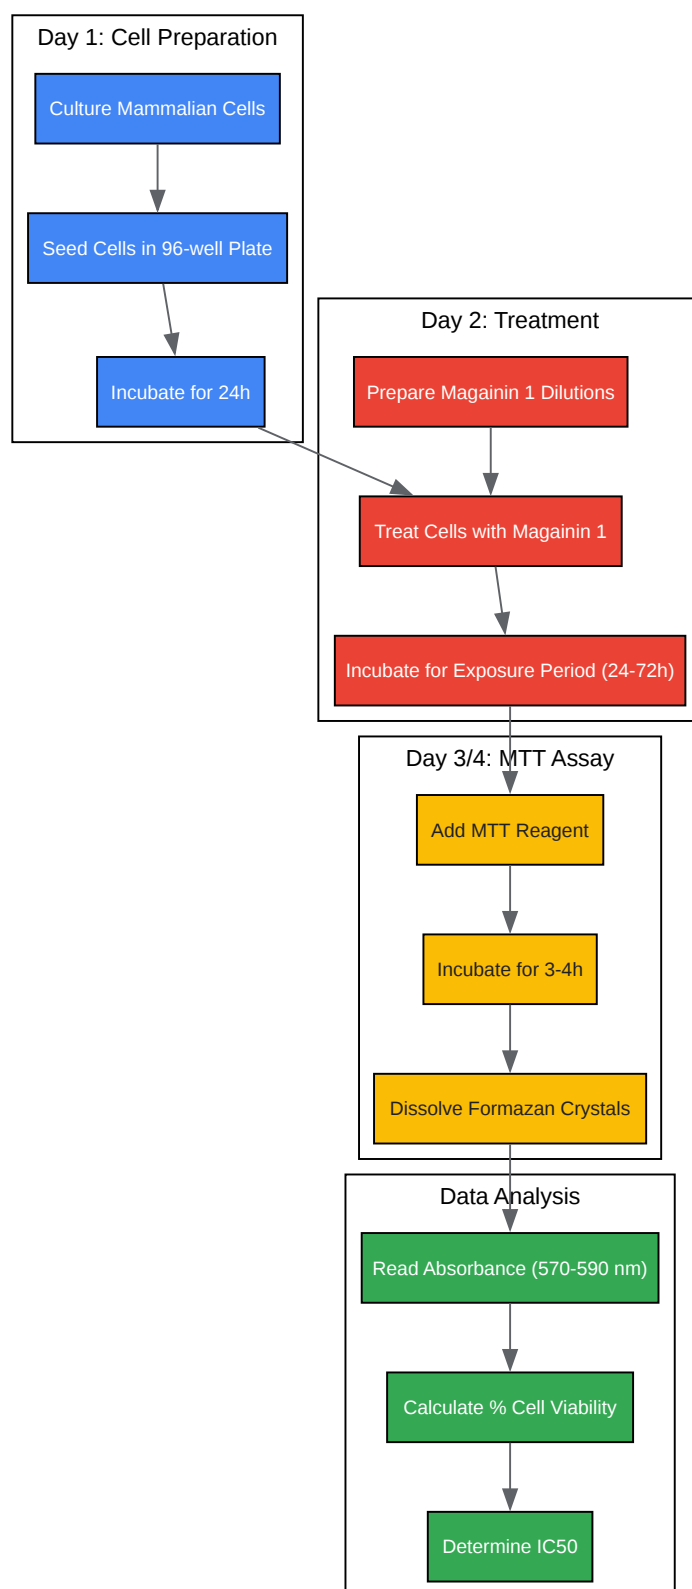 Day 1: Cell Preparation
Culture Mammalian Cells
Seed Cells in 96-well Plate
Incubate for 24h
Day 2: Treatment
Prepare Magainin 1 Dilutions
Treat Cells with Magainin 1
Incubate for Exposure Period (24-72h)
Day 3/4: MTT Assay
Add MTT Reagent
Incubate for 3-4h
Dissolve Formazan Crystals
Data Analysis
Read Absorbance (570-590 nm)
Calculate % Cell Viability
Determine IC50